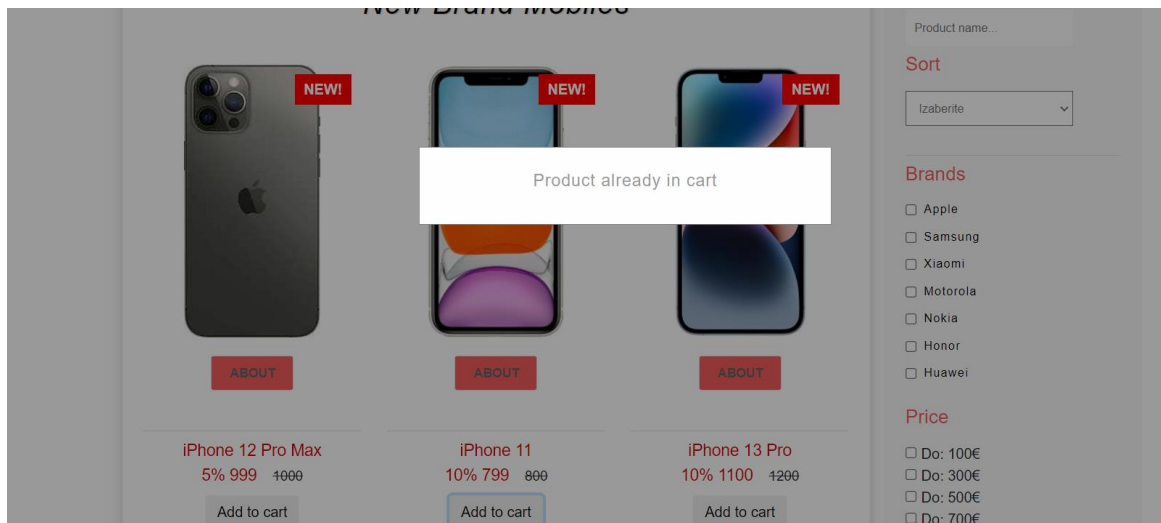 New Brand Mobiles
NEW!
NEW!
NEW!
Product already in cart
ABOUT
ABOUT
ABOUT
iPhone 12 Pro Max
5% 999 1000
Add to cart
iPhone 11
10% 799 800
Add to cart
iPhone 13 Pro
10% 1100 1200
Add to cart
Product name...
Sort
Izaberite
Brands
Apple
Samsung
Xiaomi
Motorola
Nokia
Honor
Huawei
Price
Do: 100€
Do: 300€
Do: 500€
Do: 700€